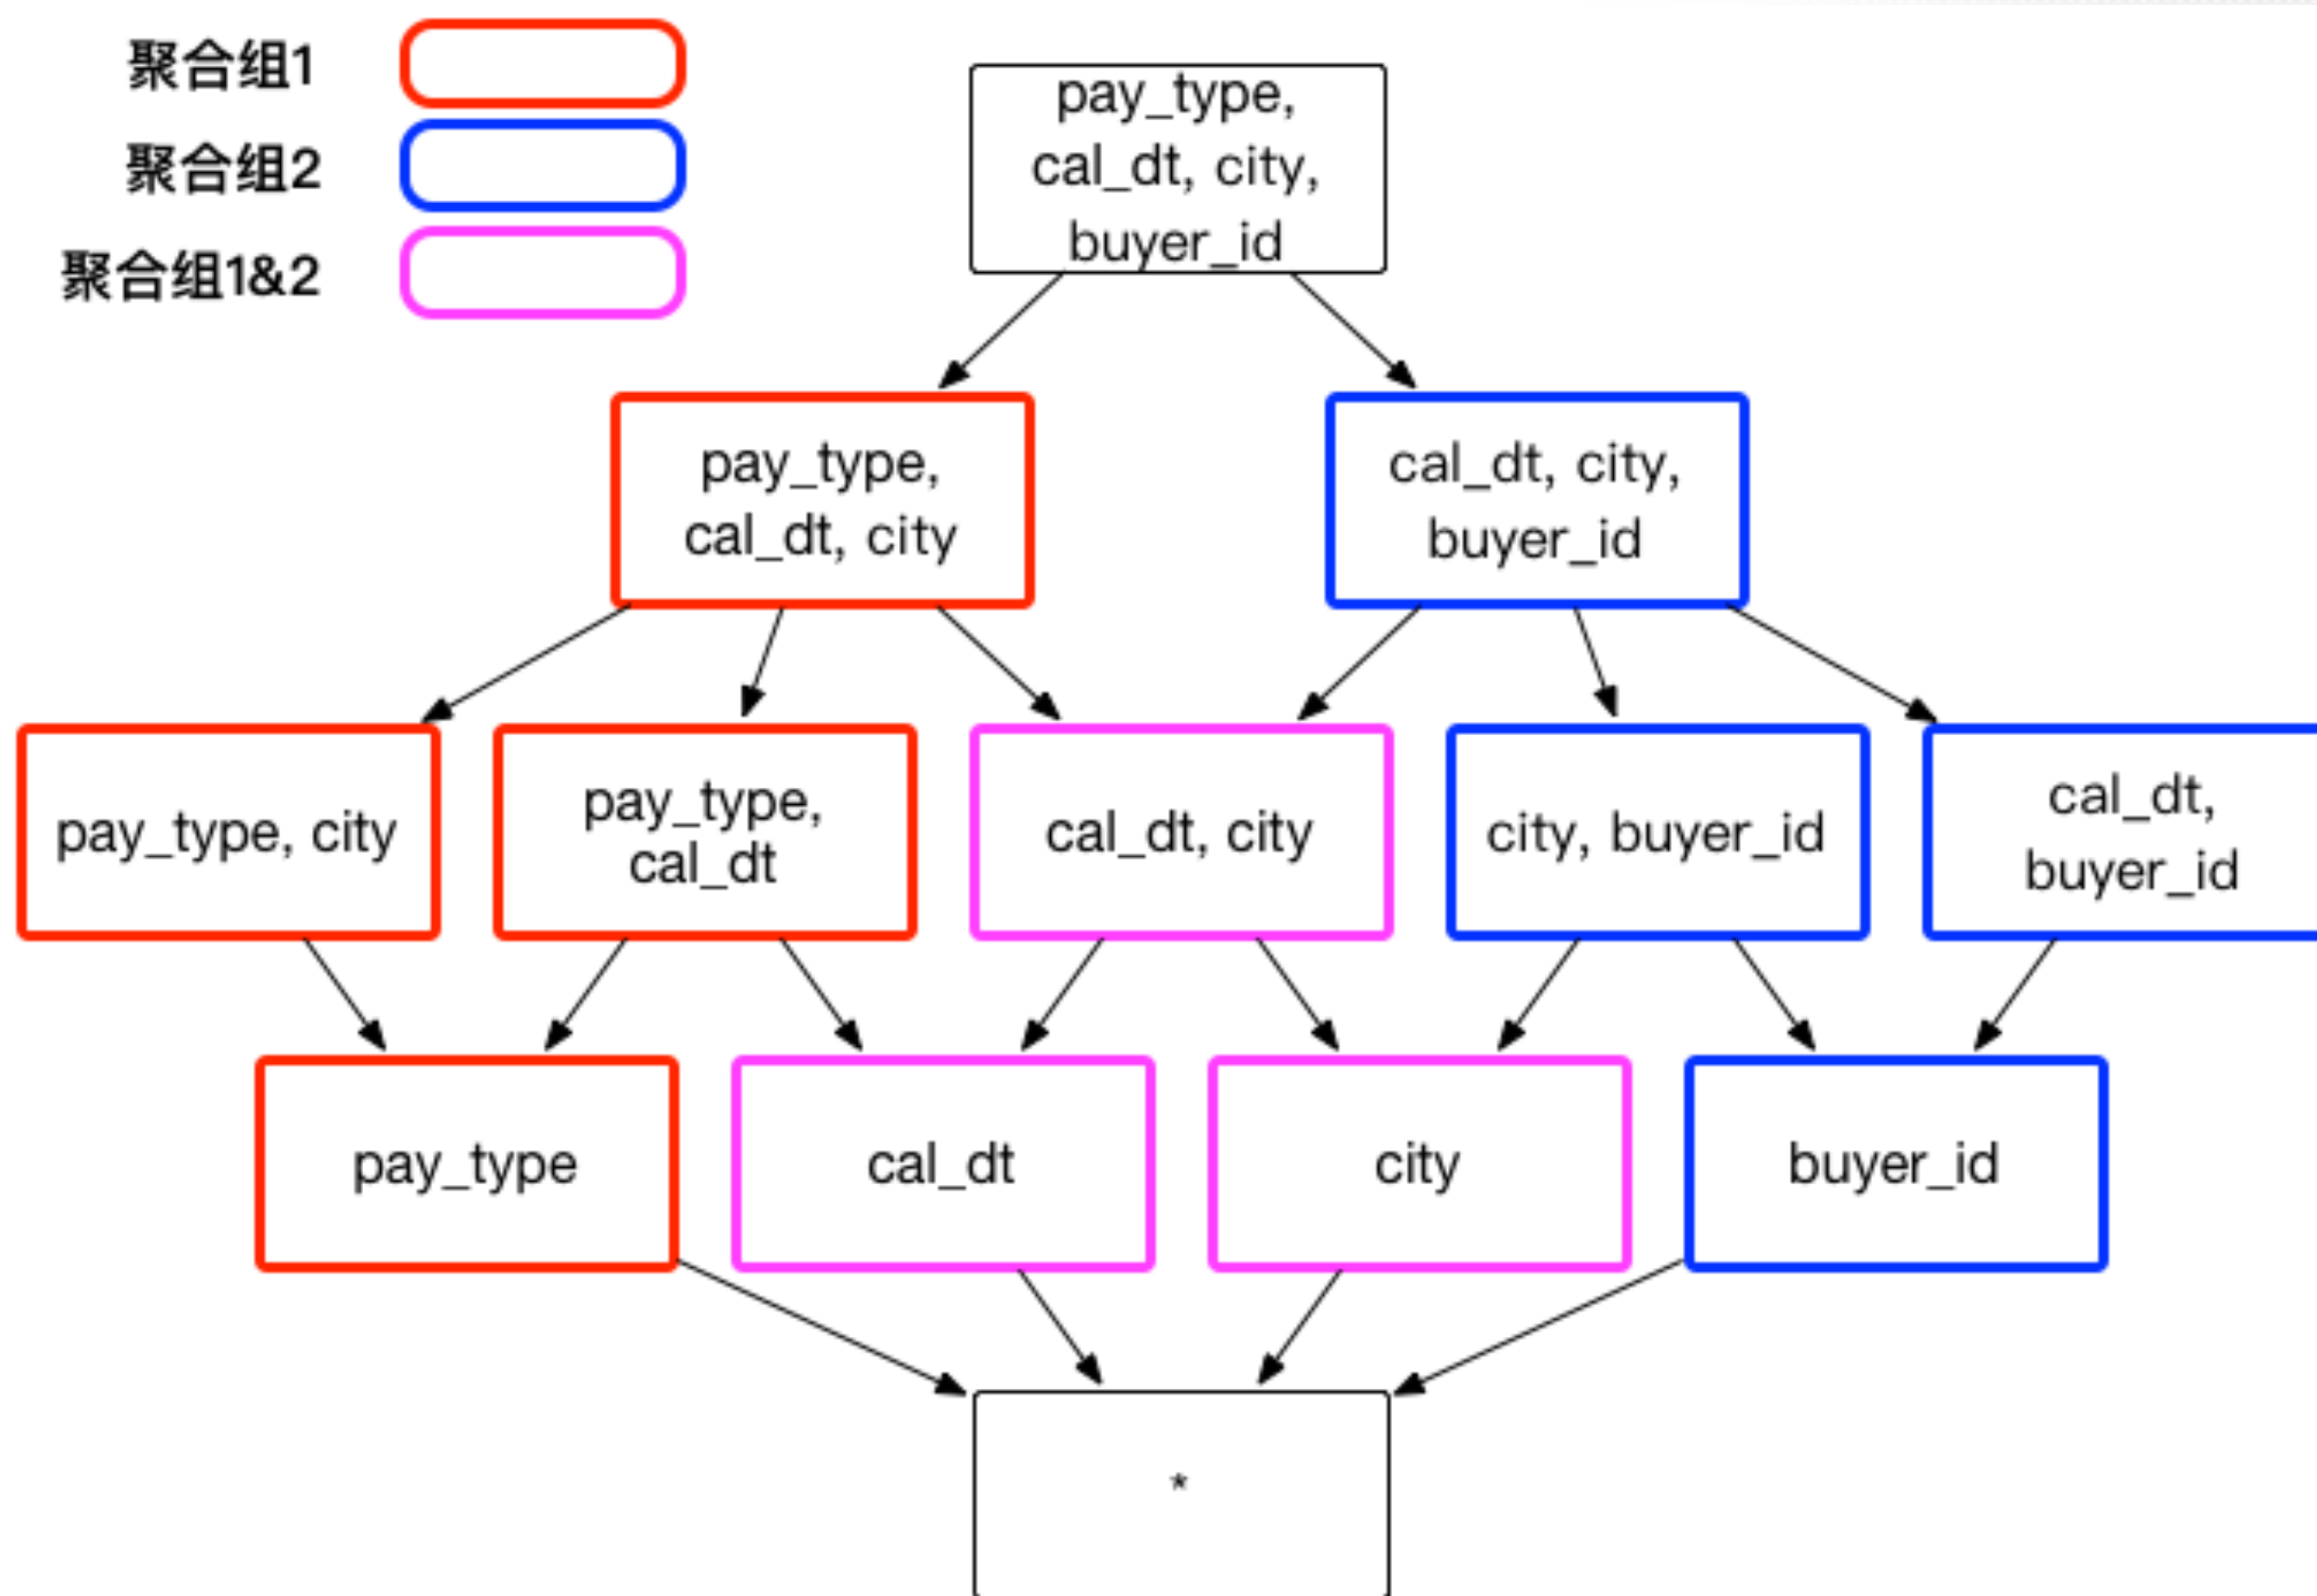 聚合组1
聚合组2
聚合组1&2
pay_type,
cal_dt, city,
buyer_id
pay_type,
cal_dt, city
cal_dt, city,
buyer_id
pay_type, city
pay_type,
cal_dt
cal_dt, city
city, buyer_id
cal_dt,
buyer_id
pay_type
cal_dt
city
buyer_id
*